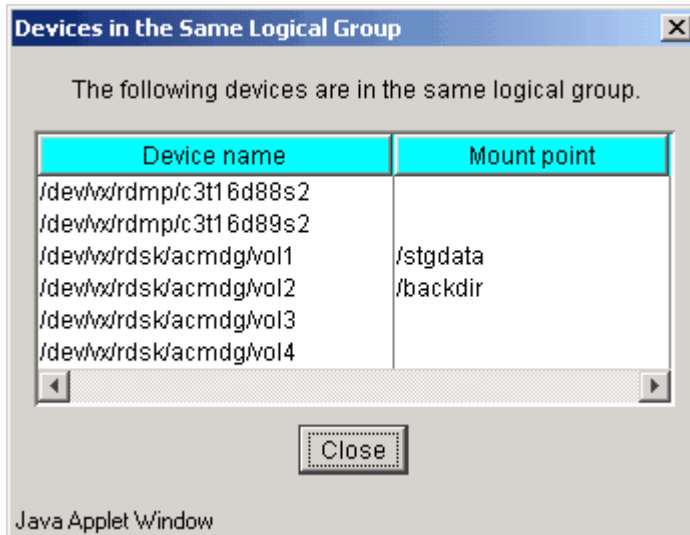 Devices in the Same Logical Group
The following devices are in the same logical group.
Device name Mount point
/dev/vx/rdmp/c3t16d88s2
/dev/vx/rdmp/c3t16d89s2
/dev/vx/rdsk/acmdg/vol1 /stgdata
/dev/vx/rdsk/acmdg/vol2 /backdir
/dev/vx/rdsk/acmdg/vol3
/dev/vx/rdsk/acmdg/vol4
Close
Java Applet Window